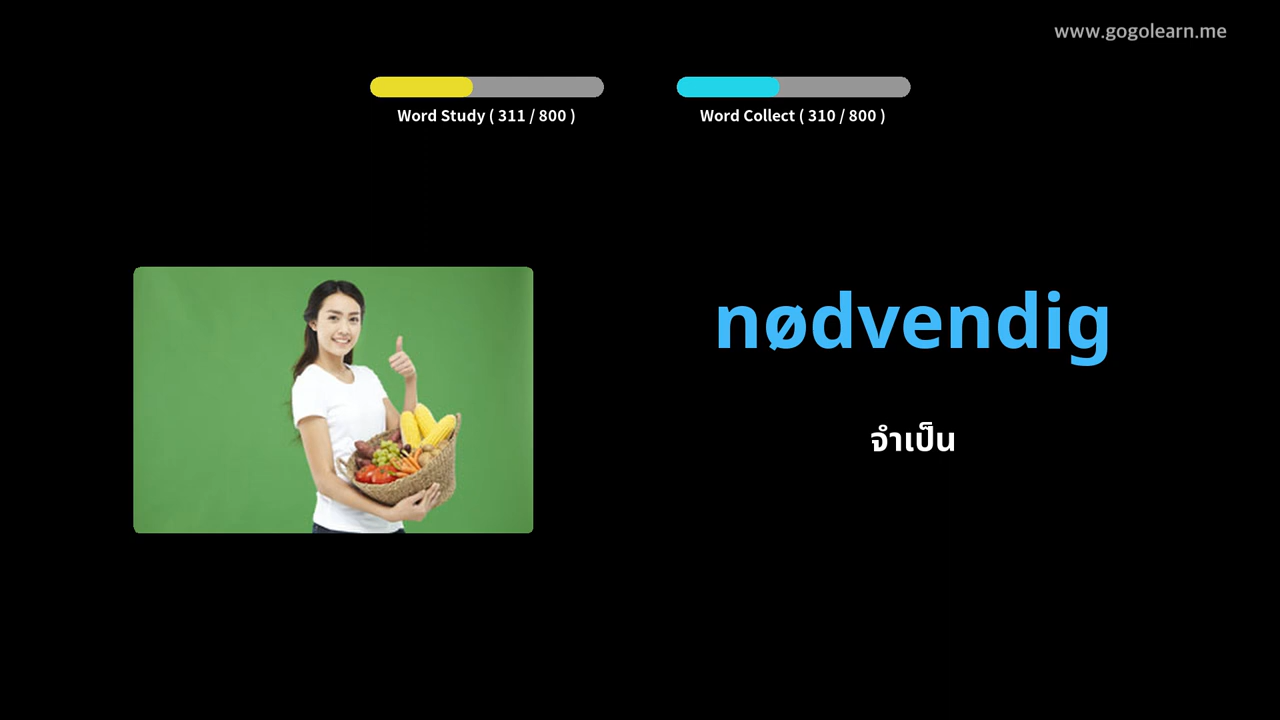 www.gogolearn.me
Word Study ( 311 / 800 )
Word Collect ( 310 / 800 )
nødvendig
จำเป็น